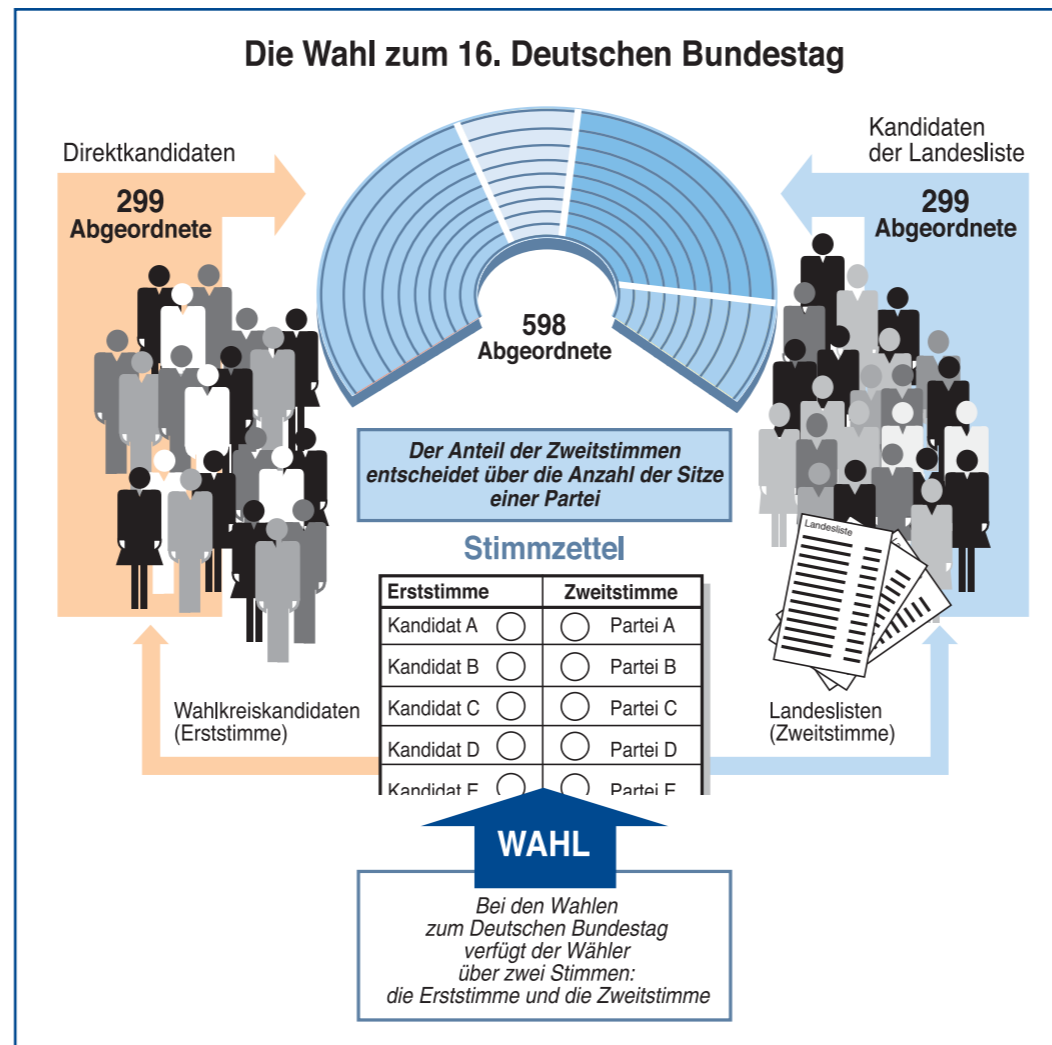 Die Wahl zum 16. Deutschen Bundestag
Direktkandidaten
299
Abgeordnete
Kandidaten
der Landesliste
299
Abgeordnete
598
Abgeordnete
Der Anteil der Zweitstimmen
entscheidet über die Anzahl der Sitze
einer Partei
Stimmzettel
Landesliste
Erststimme Zweitstimme
Kandidat A Partei A
Kandidat B Partei B
Kandidat C Partei C
Kandidat D Partei D
Kandidat E Partei E
Wahlkreiskandidaten
(Erststimme)
Landeslisten
(Zweitstimme)
WAHL
Bei den Wahlen
zum Deutschen Bundestag
verfügt der Wähler
über zwei Stimmen:
die Erststimme und die Zweitstimme